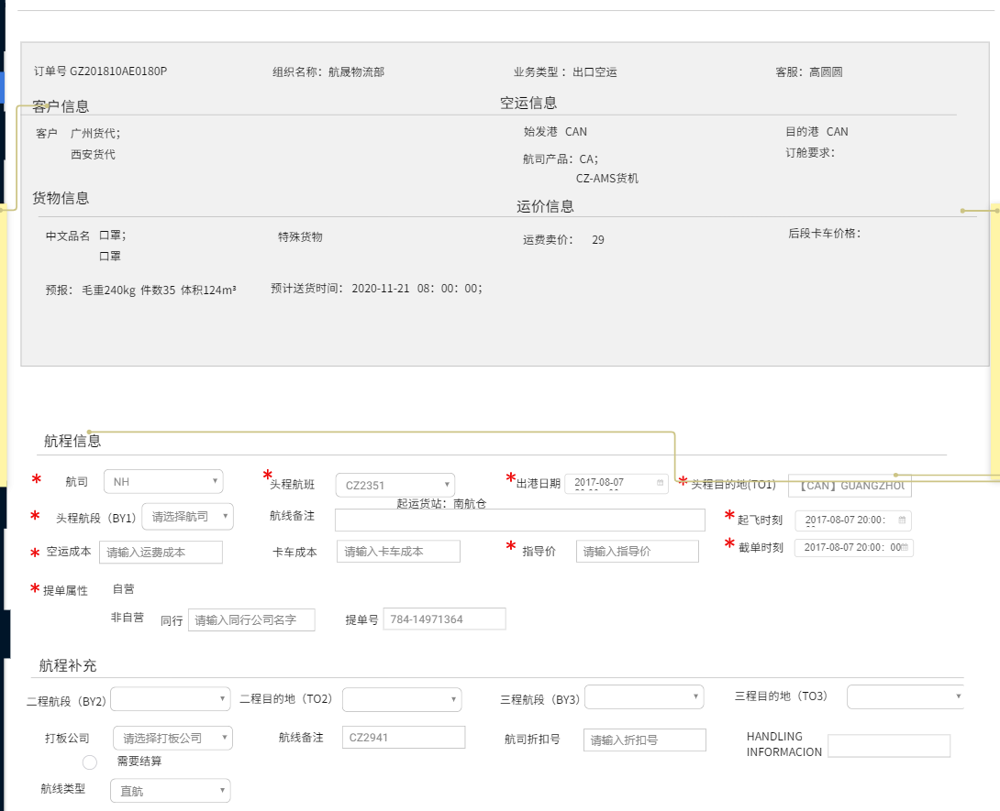 订单号 GZ201810AE0180P 组织名称：航晟物流部 业务类型： 出口空运 客服：高圆圆
客户信息 空运信息
客户 广州货代； 始发港 CAN 目的港 CAN
西安货代 航司产品：CA； 订舱要求：
CZ-AMS货机
货物信息 运价信息
中文品名 口罩； 特殊货物 运费卖价： 29 后段卡车价格：
口罩
预报： 毛重240kg 件数35 体积124m³ 预计送货时间： 2020-11-21 08：00：00；
航程信息
* 航司 NH * 头程航班 CZ2351 * 出港日期 2017-08-07 * 头程目的地(TO1) 【CAN】GUANGZHOU
起运货站：南航仓
* 头程航段（BY1） 请选择航司 航线备注 * 起飞时刻 2017-08-07 20:00：
* 空运成本 请输入运费成本 卡车成本 请输入卡车成本 * 指导价 请输入指导价 * 截单时刻 2017-08-07 20:00：00
* 提单属性 自营
非自营 同行 请输入同行公司名字 提单号 784-14971364
航程补充
二程航段（BY2） 二程目的地（TO2） 三程航段（BY3） 三程目的地（TO3）
打板公司 请选择打板公司 航线备注 CZ2941 航司折扣号 请输入折扣号 HANDLING
INFORMACION
需要结算
航线类型 直航